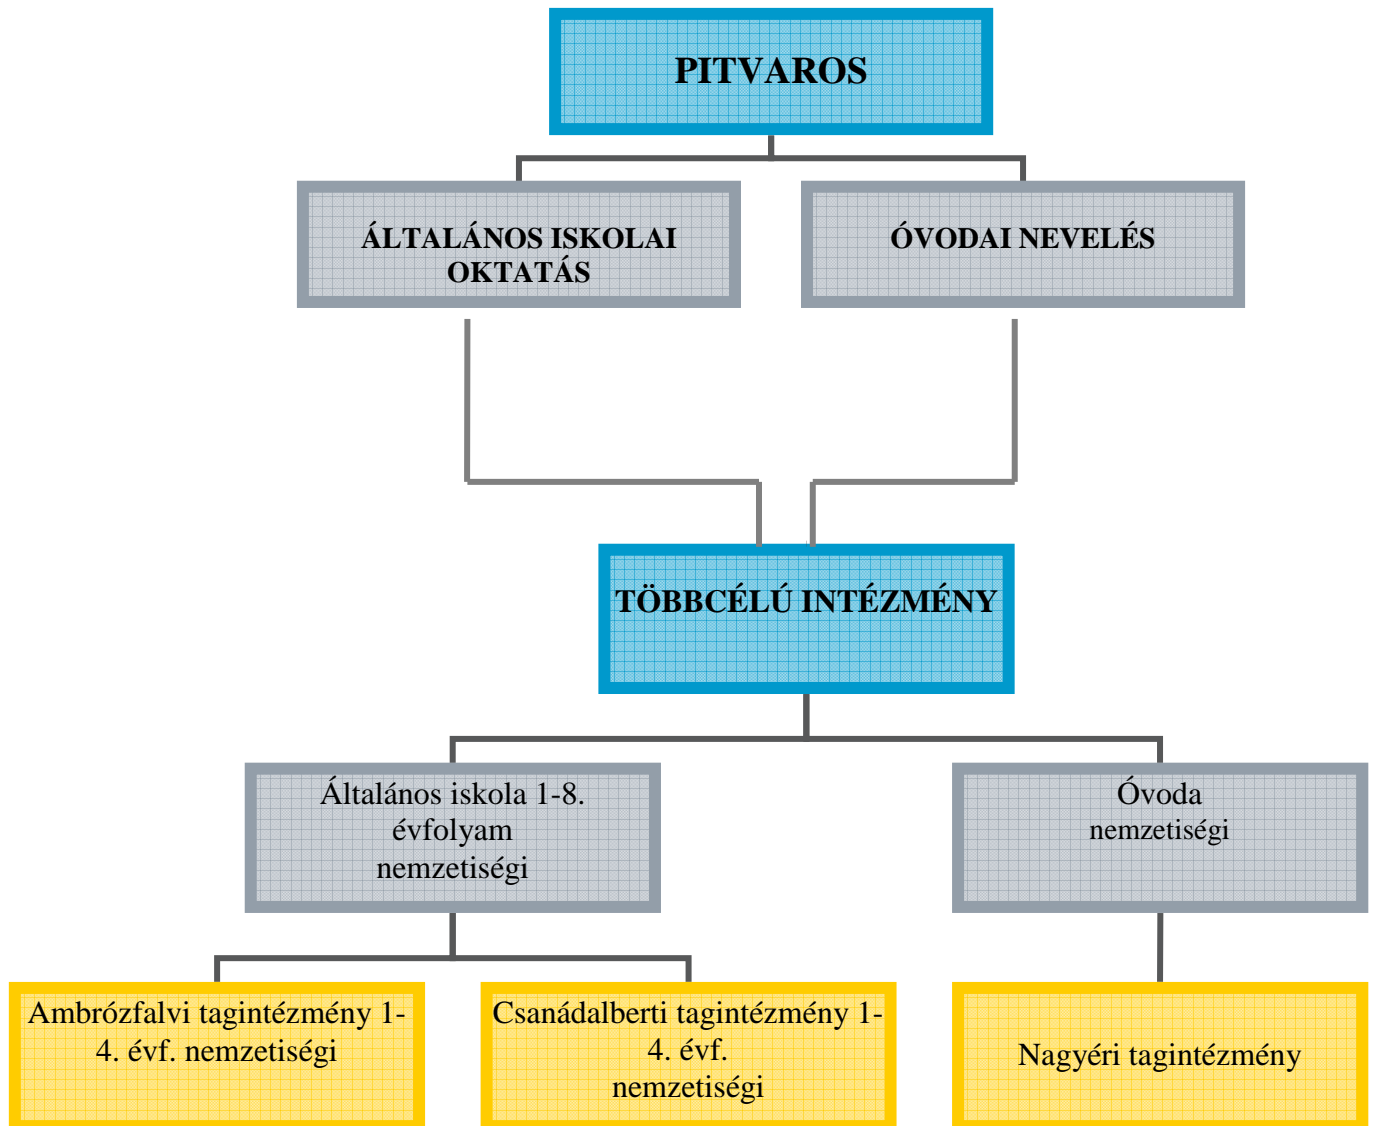 PITVAROS
ÁLTALÁNOS ISKOLAI
OKTATÁS
ÓVODAI NEVELÉS
TÖBBCÉLÚ INTÉZMÉNY
Általános iskola 1-8.
évfolyam
nemzetiségi
Óvoda
nemzetiségi
Ambrózfalvi tagintézmény 1-
4. évf. nemzetiségi
Csanádalberti tagintézmény 1-
4. évf.
nemzetiségi
Nagyéri tagintézmény